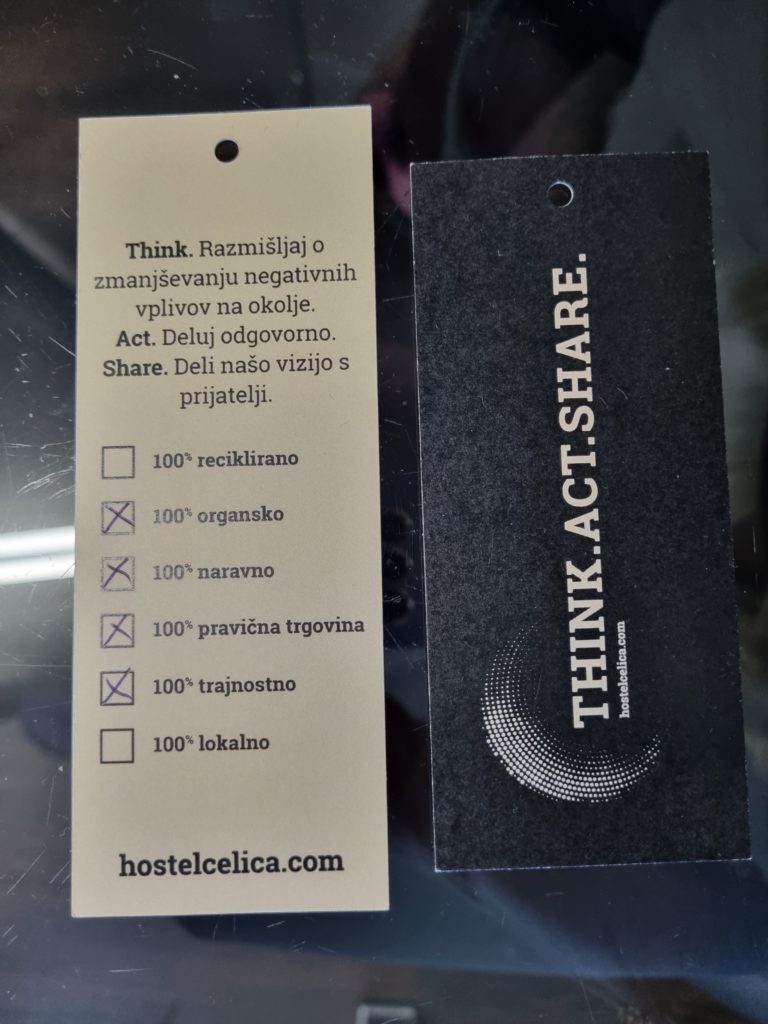 Think. Razmišljaj o
zmanjševanju negativnih
vplivov na okolje.
Act. Deluj odgovorno.
Share. Deli našo vizijo s
prijatelji.
100% reciklirano
100% organsko
100% naravno
100% pravična trgovina
100% trajnostno
100% lokalno
hostelcelica.com
THINK.ACT.SHARE.
hostelcelica.com